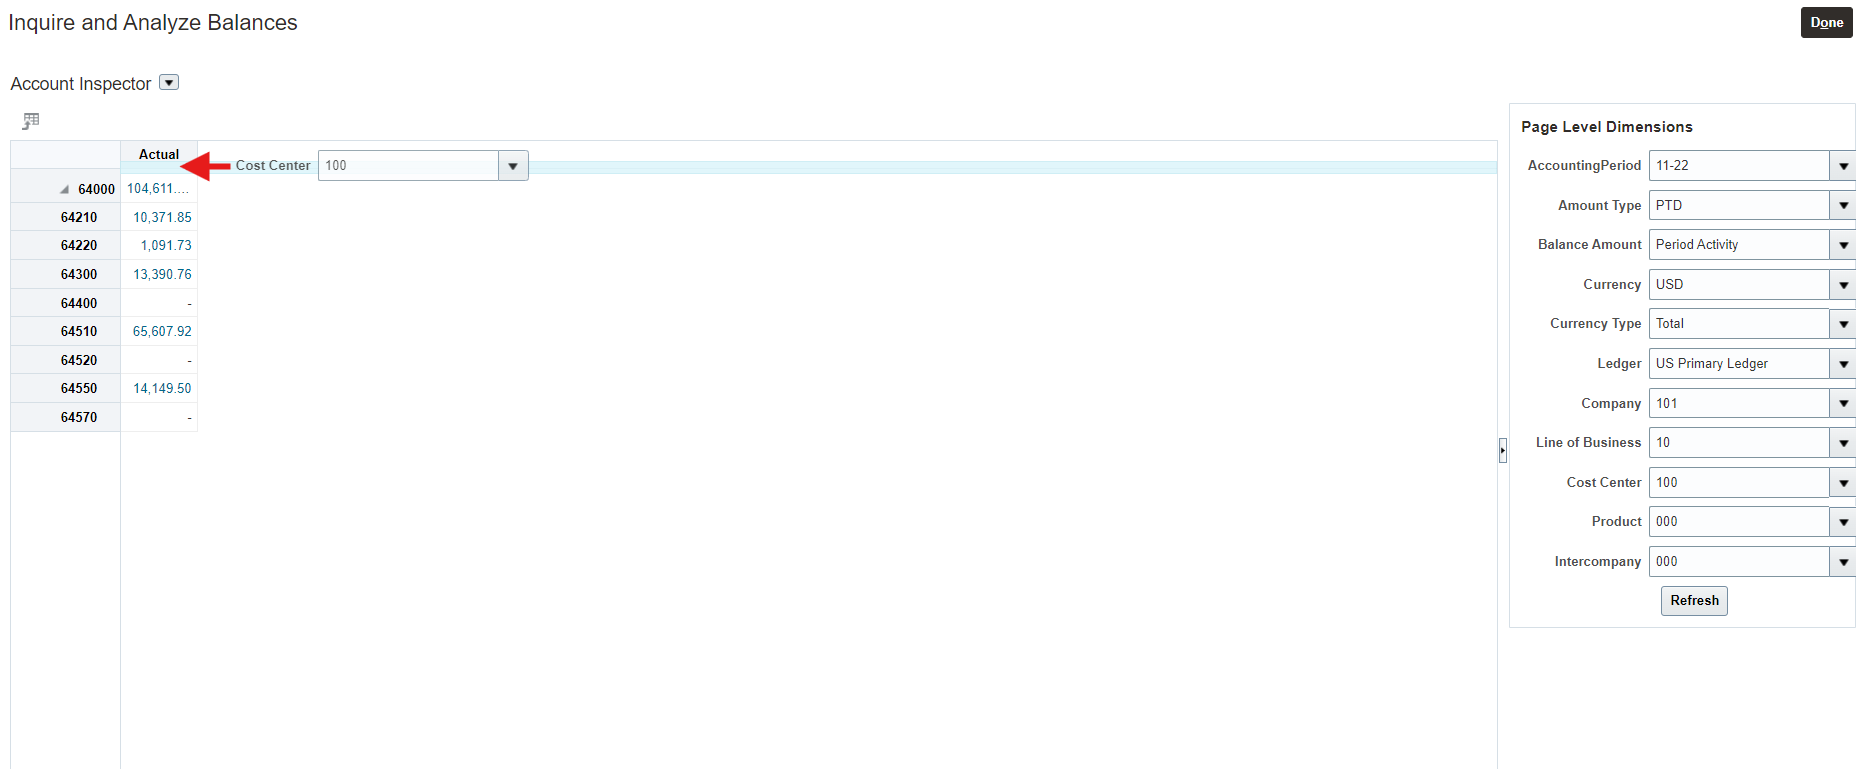 Inquire and Analyze Balances
Done
Account Inspector
Actual
Cost Center 100
64000 104,611....
64210 10,371.85
64220 1,091.73
64300 13,390.76
64400 -
64510 65,607.92
64520 -
64550 14,149.50
64570 -
Page Level Dimensions
AccountingPeriod 11-22
Amount Type PTD
Balance Amount Period Activity
Currency USD
Currency Type Total
Ledger US Primary Ledger
Company 101
Line of Business 10
Cost Center 100
Product 000
Intercompany 000
Refresh